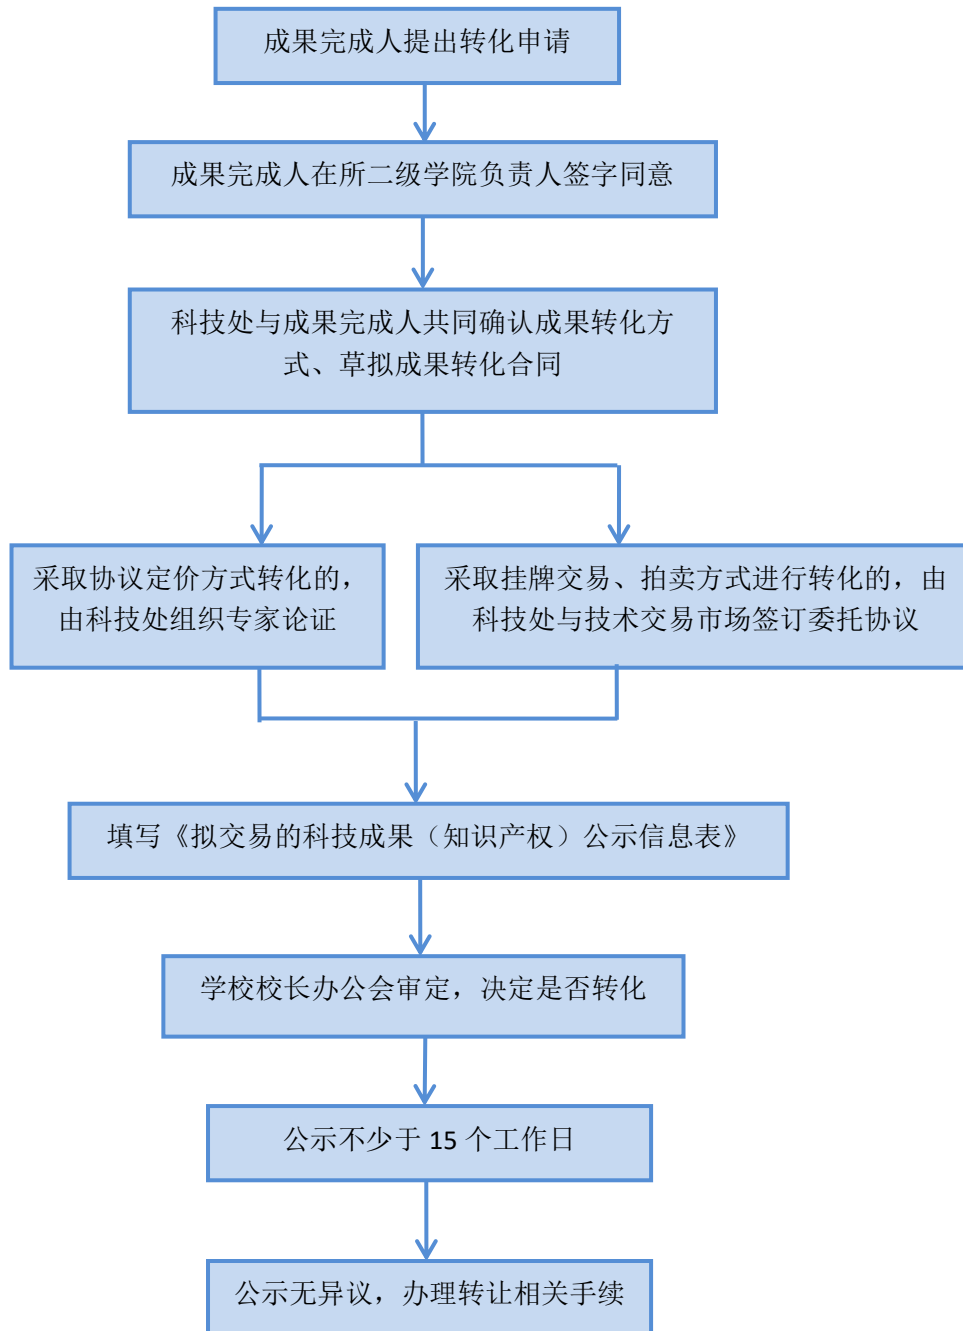 成果完成人提出转化申请
成果完成人在所二级学院负责人签字同意
科技处与成果完成人共同确认成果转化方
式、草拟成果转化合同
采取协议定价方式转化的,
由科技处组织专家论证
采取挂牌交易、拍卖方式进行转化的,由
科技处与技术交易市场签订委托协议
填写《拟交易的科技成果(知识产权)公示信息表》
学校校长办公会审定,决定是否转化
公示不少于 15 个工作日
公示无异议,办理转让相关手续